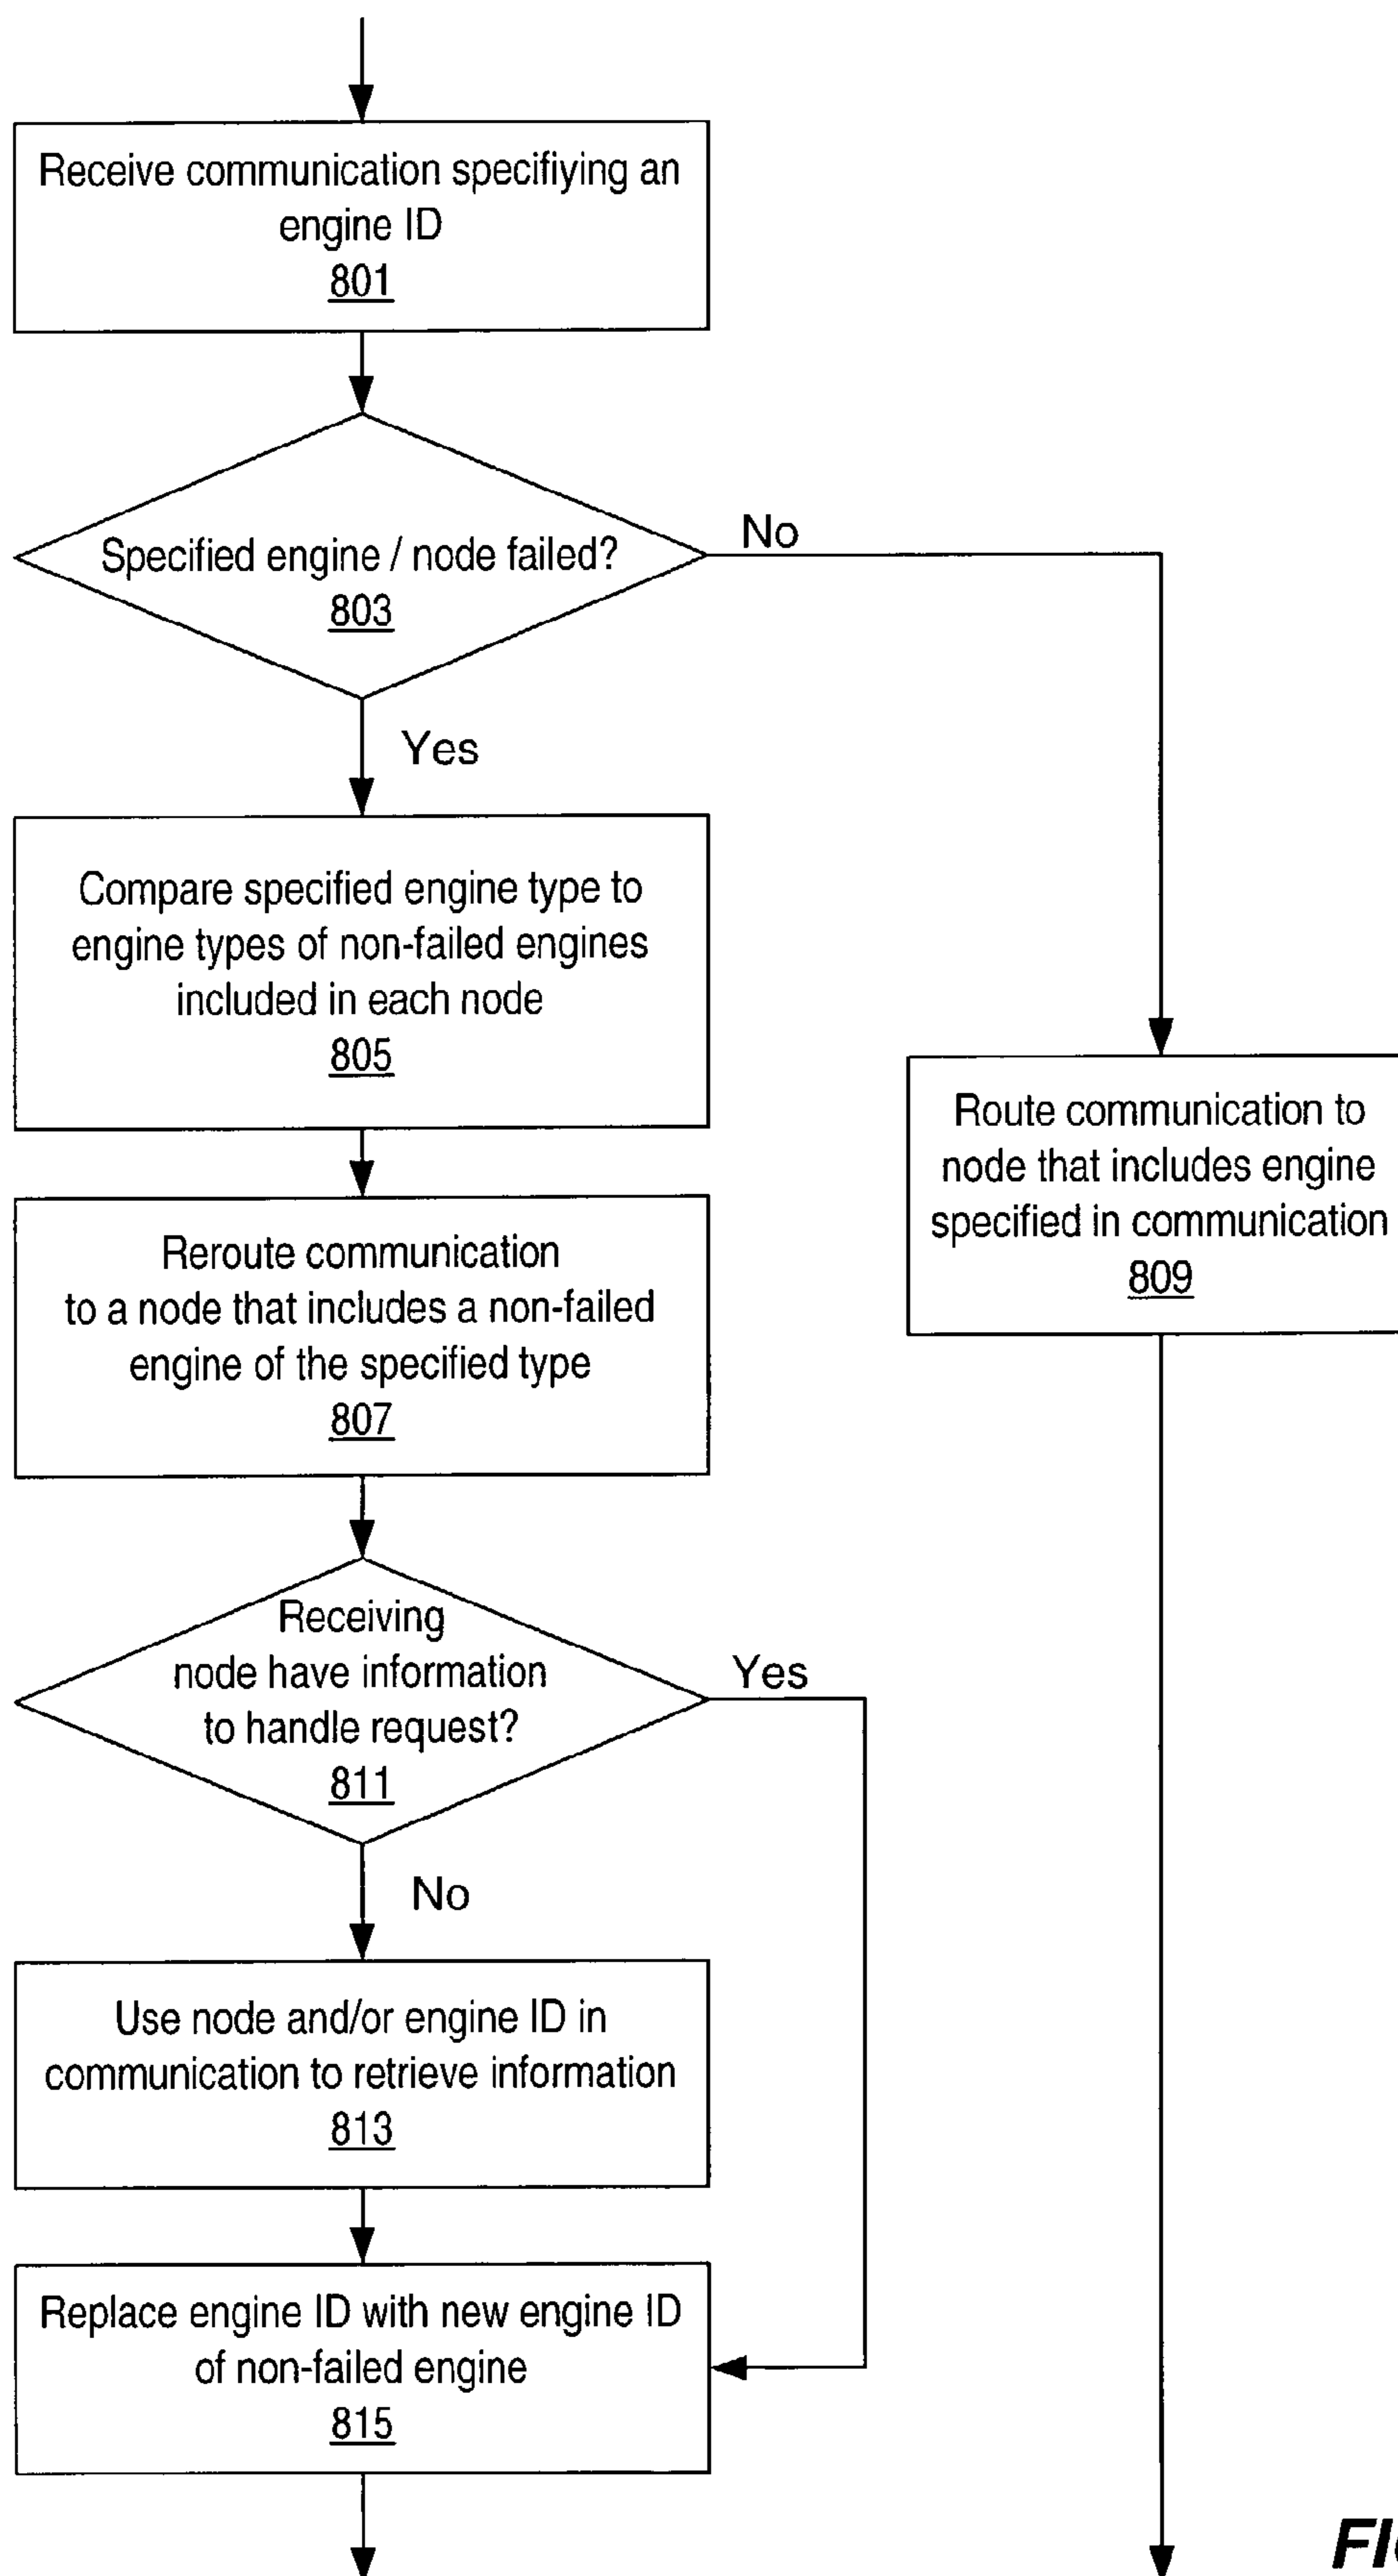 Receive communication specifiying an
engine ID
801
Specified engine / node failed?
803
No
Yes
Compare specified engine type to
engine types of non-failed engines
included in each node
805
Route communication to
node that includes engine
specified in communication
809
Reroute communication
to a node that includes a non-failed
engine of the specified type
807
Receiving
node have information
to handle request?
811
Yes
No
Use node and/or engine ID in
communication to retrieve information
813
Replace engine ID with new engine ID
of non-failed engine
815